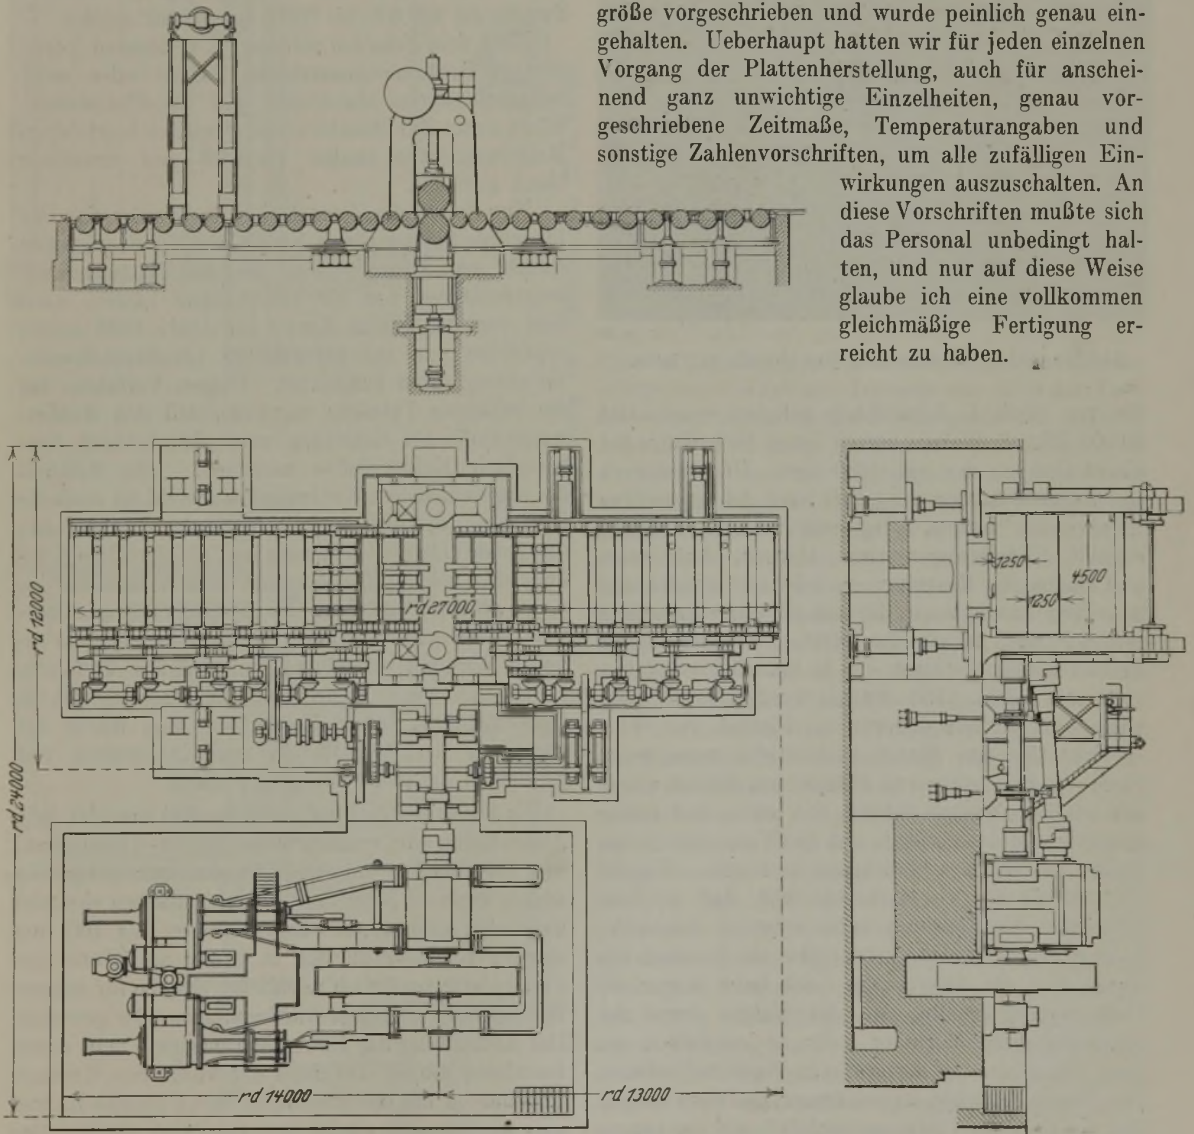 größe vorgeschrieben und wurde peinlich genau ein-
gehalten. Ueberhaupt hatten wir für jeden einzelnen
Vorgang der Plattenherstellung, auch für anschei-
nend ganz unwichtige Einzelheiten, genau vor-
geschriebene Zeitmaße, Temperaturangaben und
sonstige Zahlenvorschriften, um alle zufälligen Ein-
wirkungen auszuschalten. An
diese Vorschriften mußte sich
das Personal unbedingt hal-
ten, und nur auf diese Weise
glaube ich eine vollkommen
gleichmäßige Fertigung er-
reicht zu haben.
rd 24000
rd 12000
rd 27000
rd 14000
rd 13000
1250
4500
1250